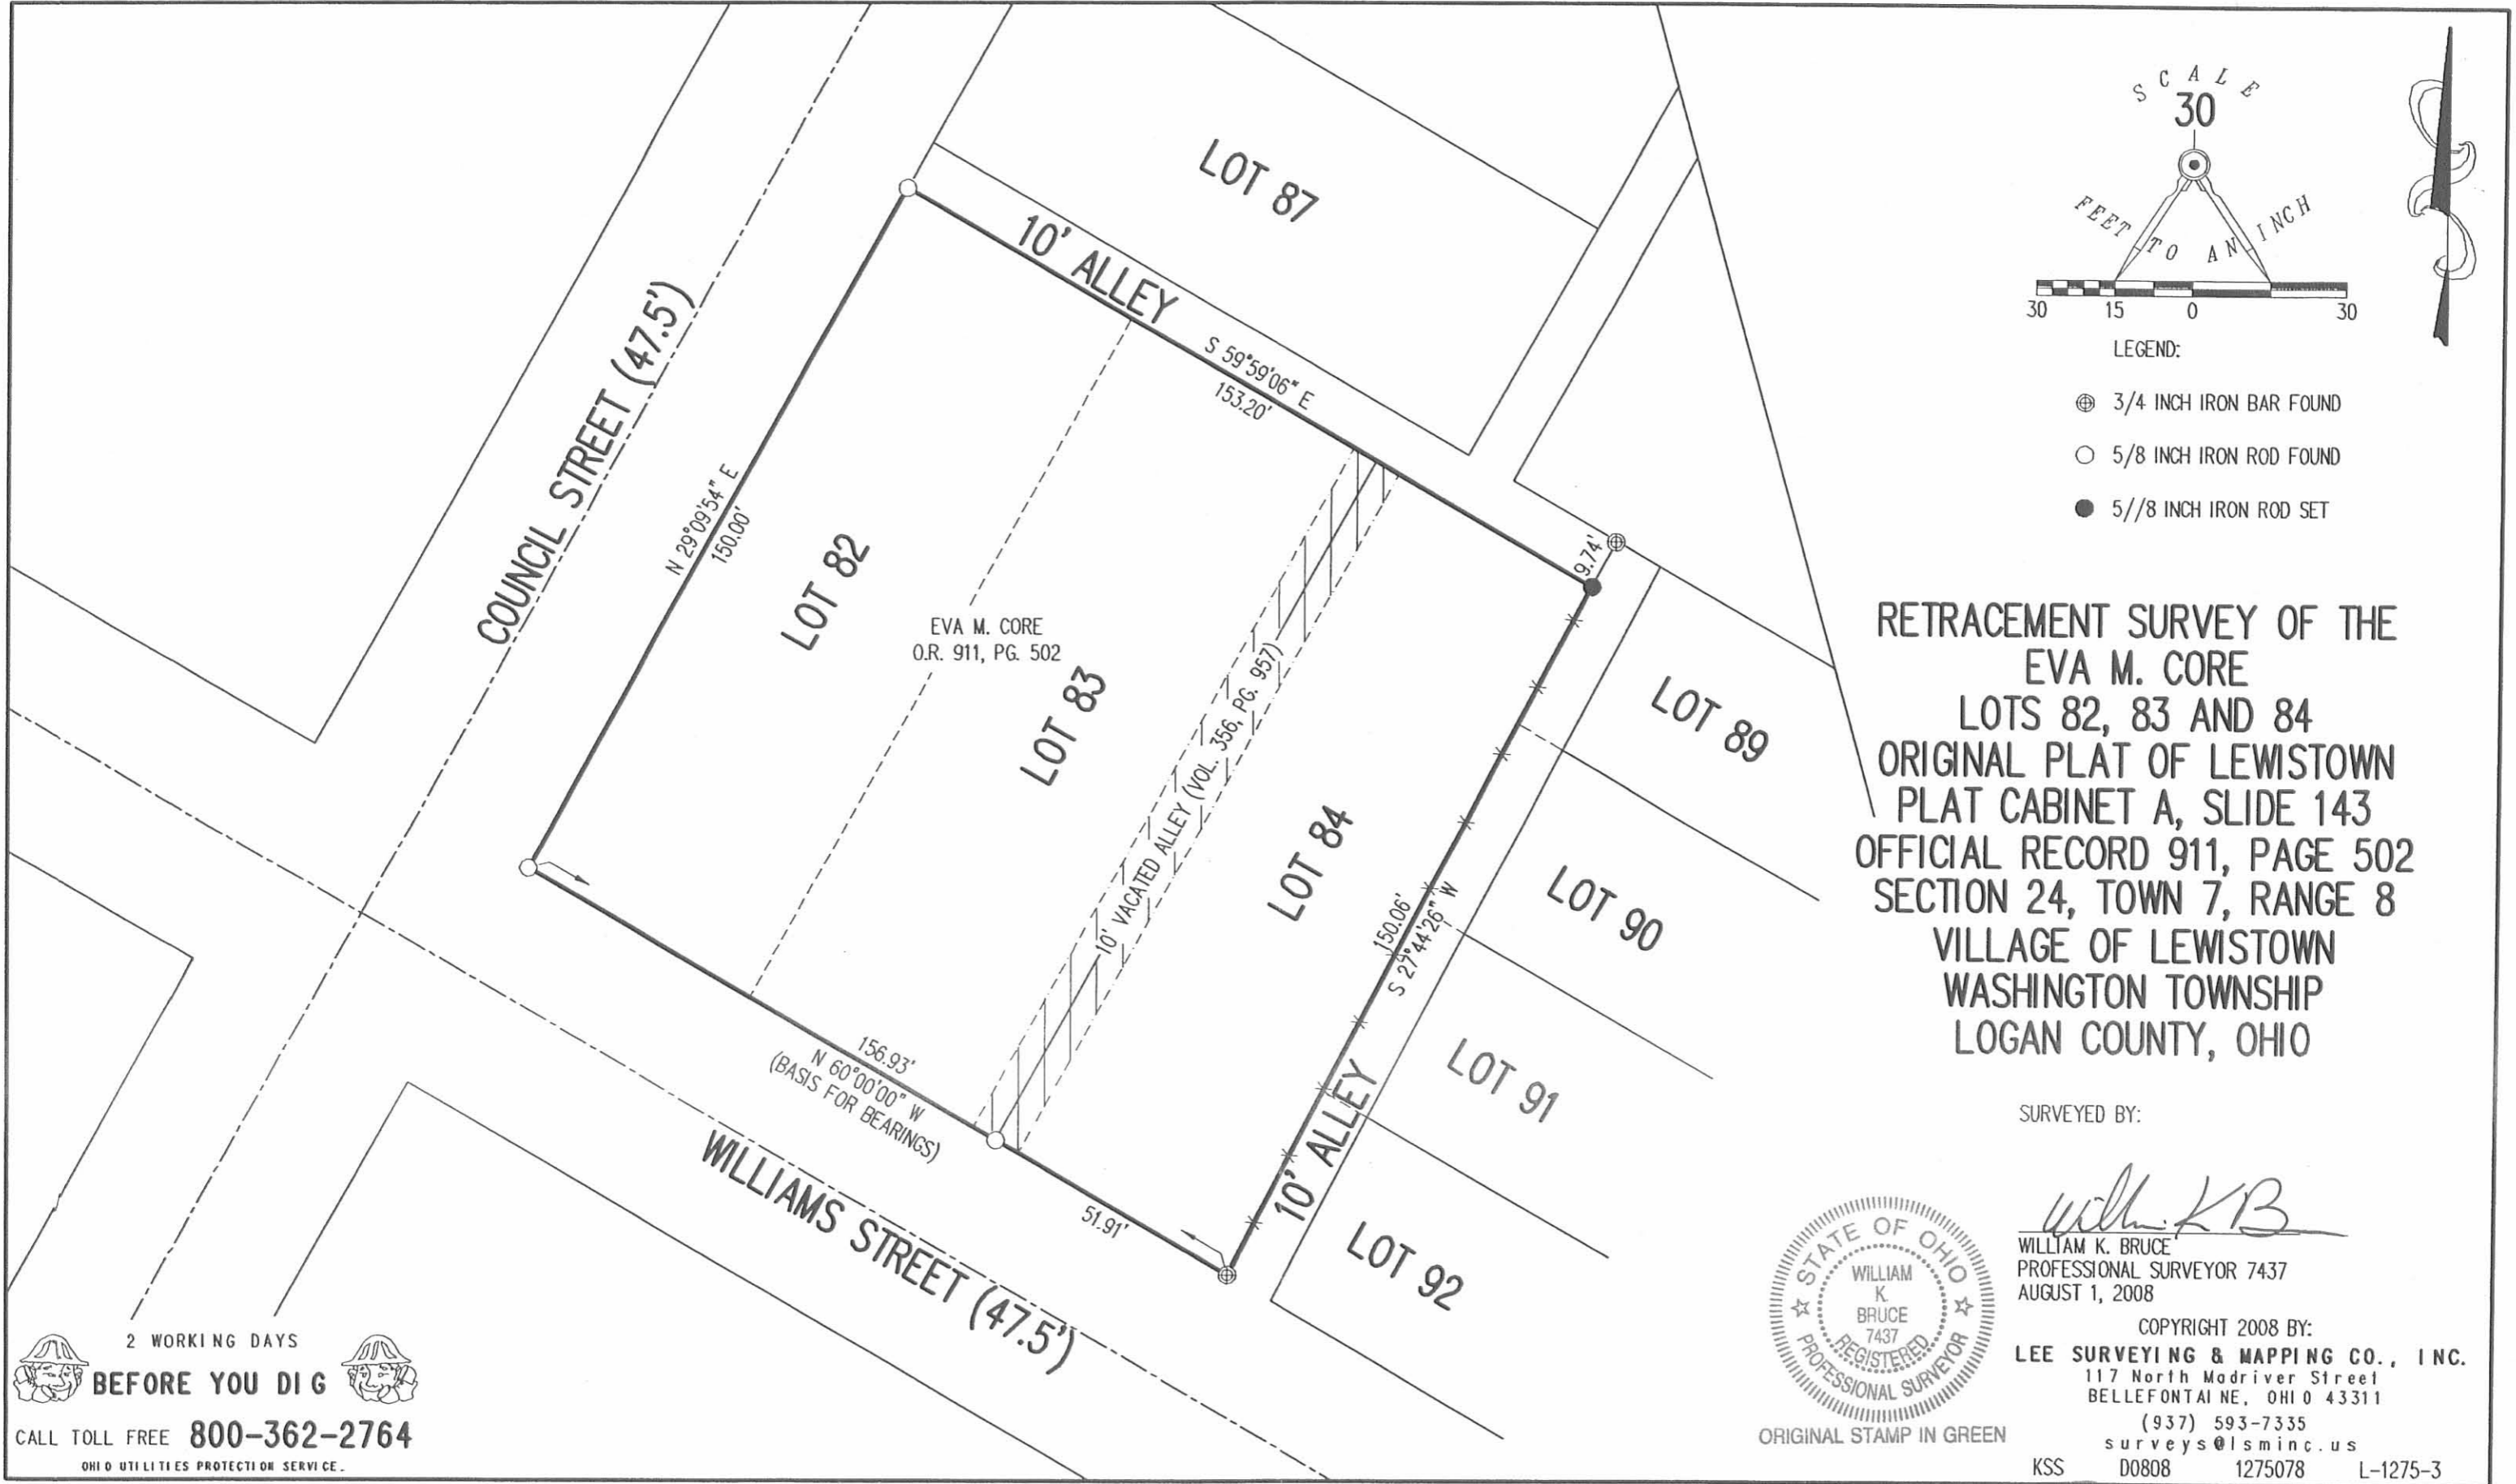 SCALE
30
FEET TO AN INCH
30 15 0 30
LEGEND:
3/4 INCH IRON BAR FOUND
5/8 INCH IRON ROD FOUND
5//8 INCH IRON ROD SET
LOT 87
10' ALLEY
S 59°59'06" E
153.20'
COUNCIL STREET (47.5')
N 29°09'54" E
150.00'
LOT 82
EVA M. CORE
O.R. 911, PG. 502
LOT 83
10' VACATED ALLEY (VOL. 356, PG. 957)
LOT 84
9.74'
LOT 89
LOT 90
150.06'
S 27°44'26" W
LOT 91
10' ALLEY
LOT 92
156.93'
N 60°00'00" W
(BASIS FOR BEARINGS)
51.91'
WILLIAMS STREET (47.5')
RETRACEMENT SURVEY OF THE
EVA M. CORE
LOTS 82, 83 AND 84
ORIGINAL PLAT OF LEWISTOWN
PLAT CABINET A, SLIDE 143
OFFICIAL RECORD 911, PAGE 502
SECTION 24, TOWN 7, RANGE 8
VILLAGE OF LEWISTOWN
WASHINGTON TOWNSHIP
LOGAN COUNTY, OHIO
SURVEYED BY:
WILLIAM K. BRUCE
PROFESSIONAL SURVEYOR 7437
AUGUST 1, 2008
STATE OF OHIO
WILLIAM
K.
BRUCE
7437
REGISTERED
PROFESSIONAL SURVEYOR
ORIGINAL STAMP IN GREEN
COPYRIGHT 2008 BY:
LEE SURVEYING & MAPPING CO., INC.
117 North Madriver Street
BELLEFONTAINE, OHIO 43311
(937) 593-7335
surveys@lsminc.us
KSS D0808 1275078 L-1275-3
2 WORKING DAYS
BEFORE YOU DIG
CALL TOLL FREE 800-362-2764
OHIO UTILITIES PROTECTION SERVICE.